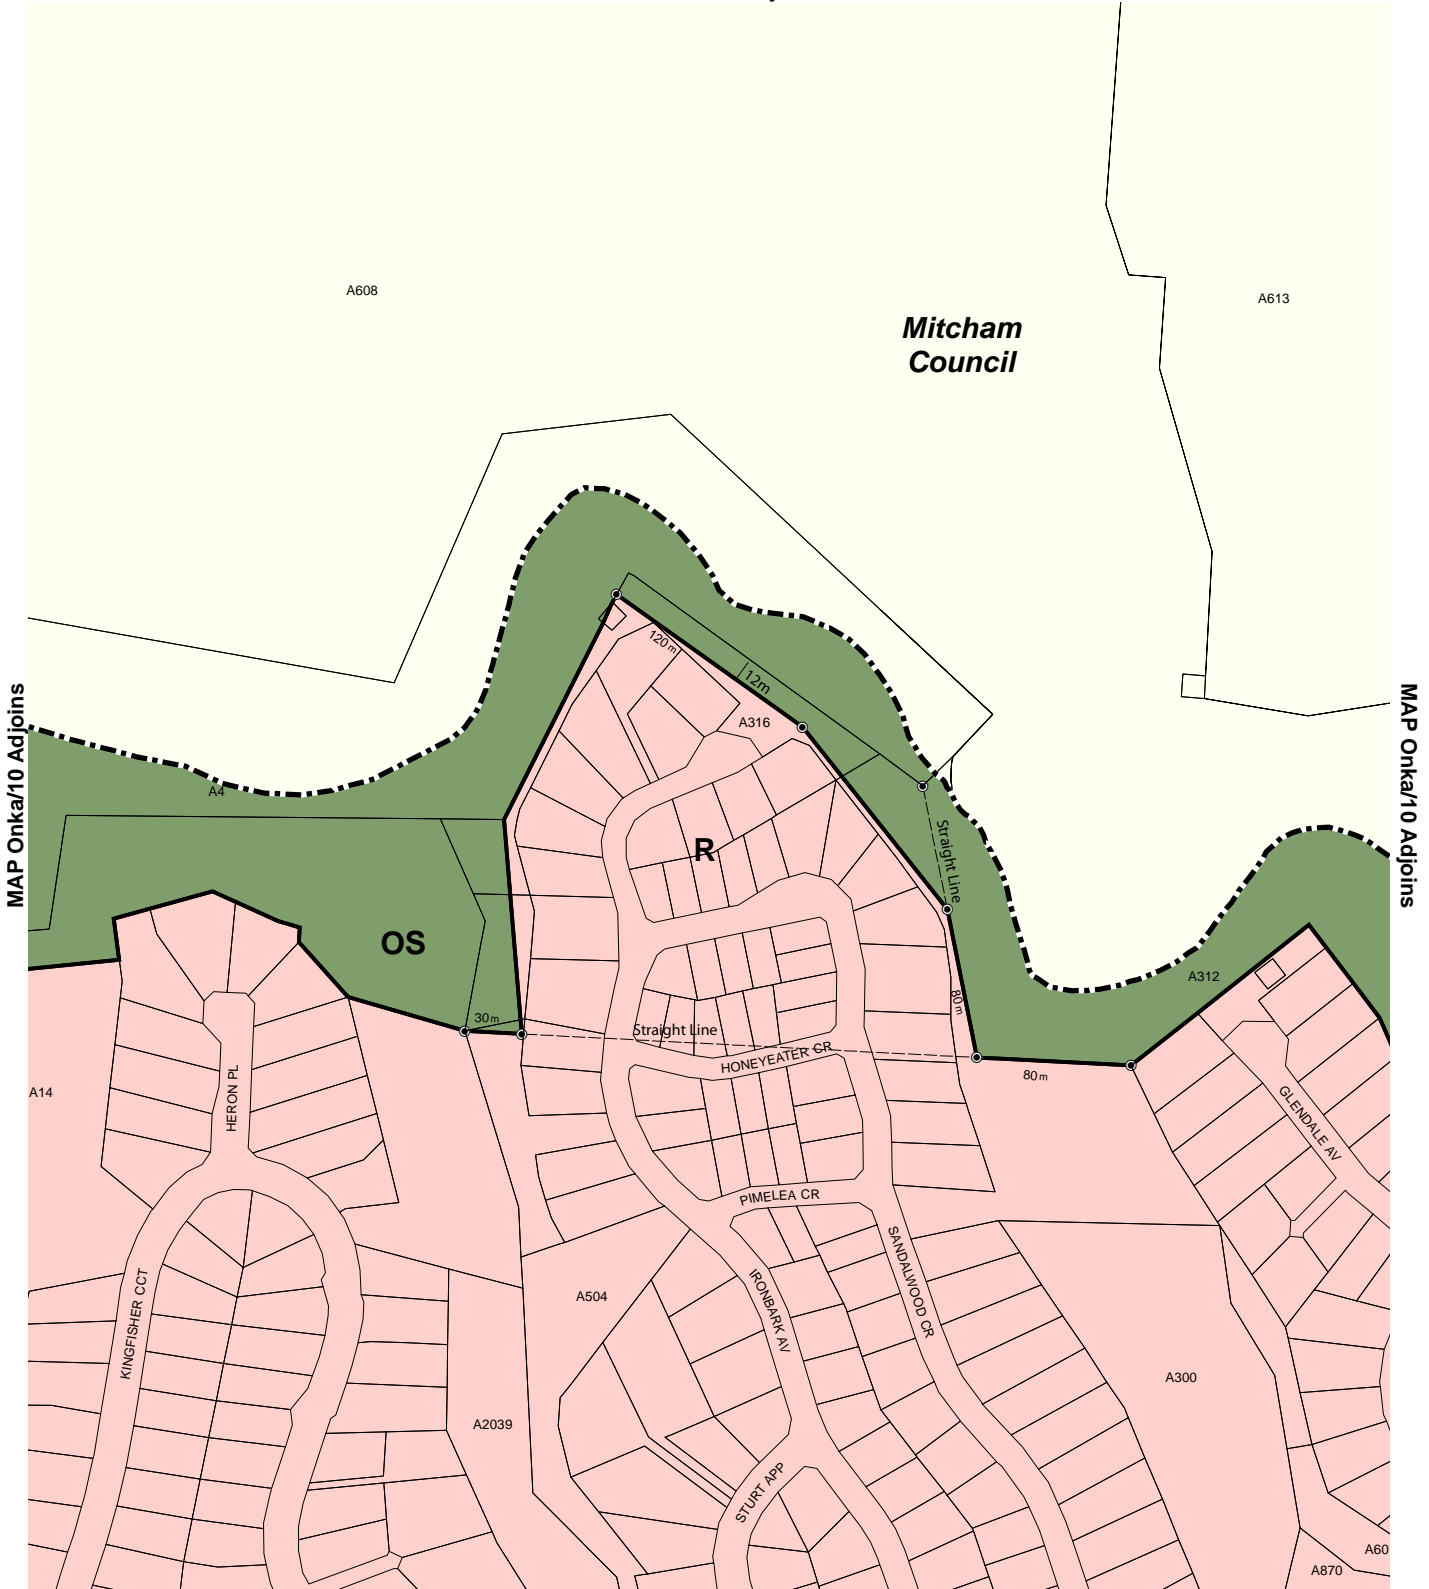 A608
A613
Mitcham
Council
MAP Onka/10 Adjoins
MAP Onka/10 Adjoins
120m
12m
A316
A4
Straight Line
R
OS
A312
80m
30m
Straight Line
HONEYEATER CR
80m
A14
HERON PL
GLENDALE AV
PIMELEA CR
SANDALWOOD CR
KINGFISHER CCT
A504
IRONBARK AV
A300
A2039
STURT APP
A60
A870